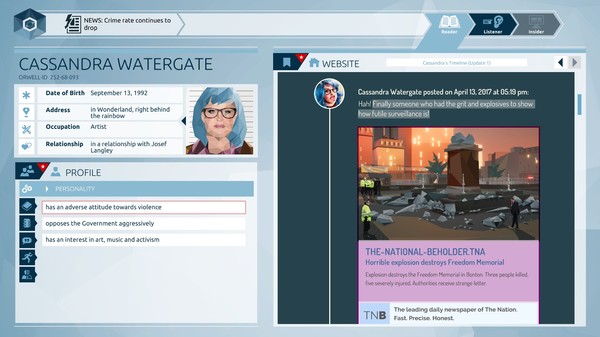 NEWS: Crime rate continues to
drop
Reader
Listener
Insider
CASSANDRA WATERGATE
ORWELL-ID 252-68-093
Date of Birth September 13, 1992
Address in Wonderland, right behind
the rainbow
Occupation Artist
Relationship in a relationship with Josef
Langley
PROFILE
PERSONALITY
has an adverse attitude towards violence
opposes the Government aggressively
has an interest in art, music and activism
WEBSITE
Cassandra's Timeline (Update 1)
Cassandra Watergate posted on April 13, 2017 at 05:19 pm:
Hah! Finally someone who had the grit and explosives to show
how futile surveillance is!
THE-NATIONAL-BEHOLDER.TNA
Horrible explosion destroys Freedom Memorial
Explosion destroys the Freedom Memorial in Bonton. Three people killed,
five severely injured. Authorities receive strange letter.
TNB
The leading daily newspaper of The Nation.
Fast. Precise. Honest.